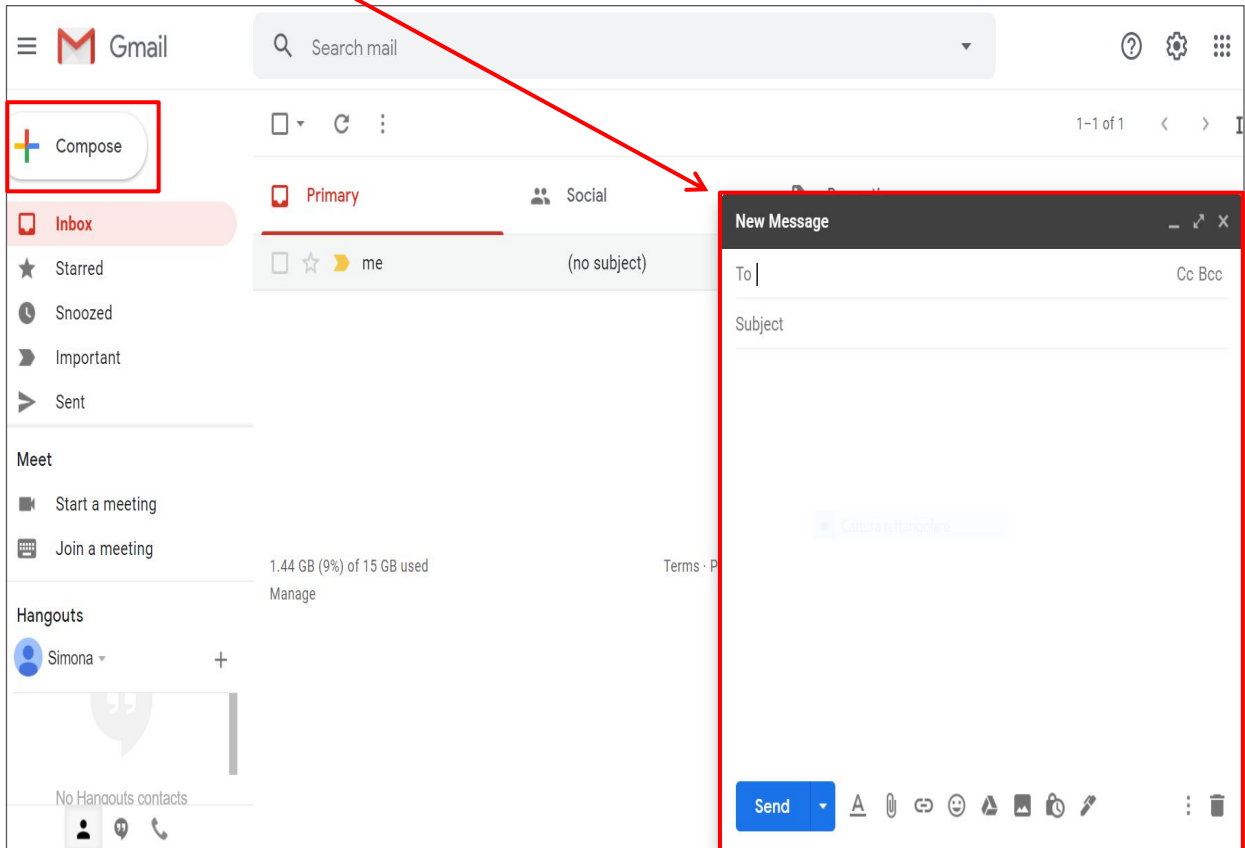 Gmail
Search mail
Compose
1–1 of 1
Primary
Social
Inbox
me
(no subject)
Starred
Snoozed
Important
Sent
Meet
Start a meeting
Join a meeting
1.44 GB (9%) of 15 GB used
Manage
Terms ·
Hangouts
Simona
No Hangouts contacts
New Message
To
Cc Bcc
Subject
Send